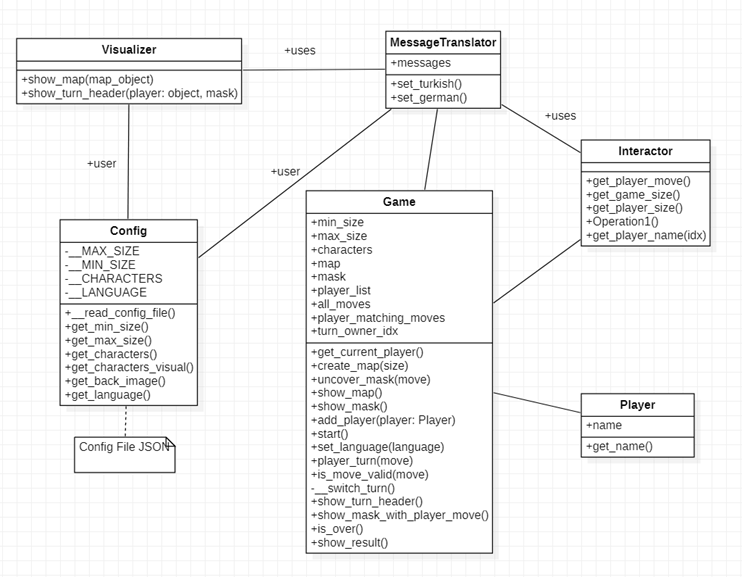 Visualizer
+show_map(map_object)
+show_turn_header(player: object, mask)
+uses
MessageTranslator
+messages
+set_turkish()
+set_german()
+uses
Interactor
+get_player_move()
+get_game_size()
+get_player_size()
+Operation1()
+get_player_name(idx)
+user
+user
Config
-__MAX_SIZE
-__MIN_SIZE
-__CHARACTERS
-__LANGUAGE
+__read_config_file()
+get_min_size()
+get_max_size()
+get_characters()
+get_characters_visual()
+get_back_image()
+get_language()
Config File JSON
Game
+min_size
+max_size
+characters
+map
+mask
+player_list
+all_moves
+player_matching_moves
+turn_owner_idx
+get_current_player()
+create_map(size)
+uncover_mask(move)
+show_map()
+show_mask()
+add_player(player: Player)
+start()
+set_language(language)
+player_turn(move)
+is_move_valid(move)
-__switch_turn()
+show_turn_header()
+show_mask_with_player_move()
+is_over()
+show_result()
Player
+name
+get_name()